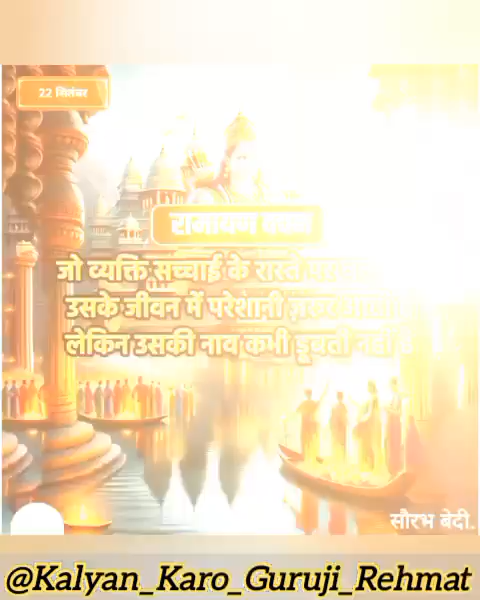 22 सितंबर
रामायण
जो व्यक्ति सच्चाई के रास्ते
उसके जीवन में परेशानी ज़रूर
लेकिन उसकी नाव कभी डूबती नहीं
सौरभ बेदी.
@Kalyan_Karo_Guruji_Rehmat